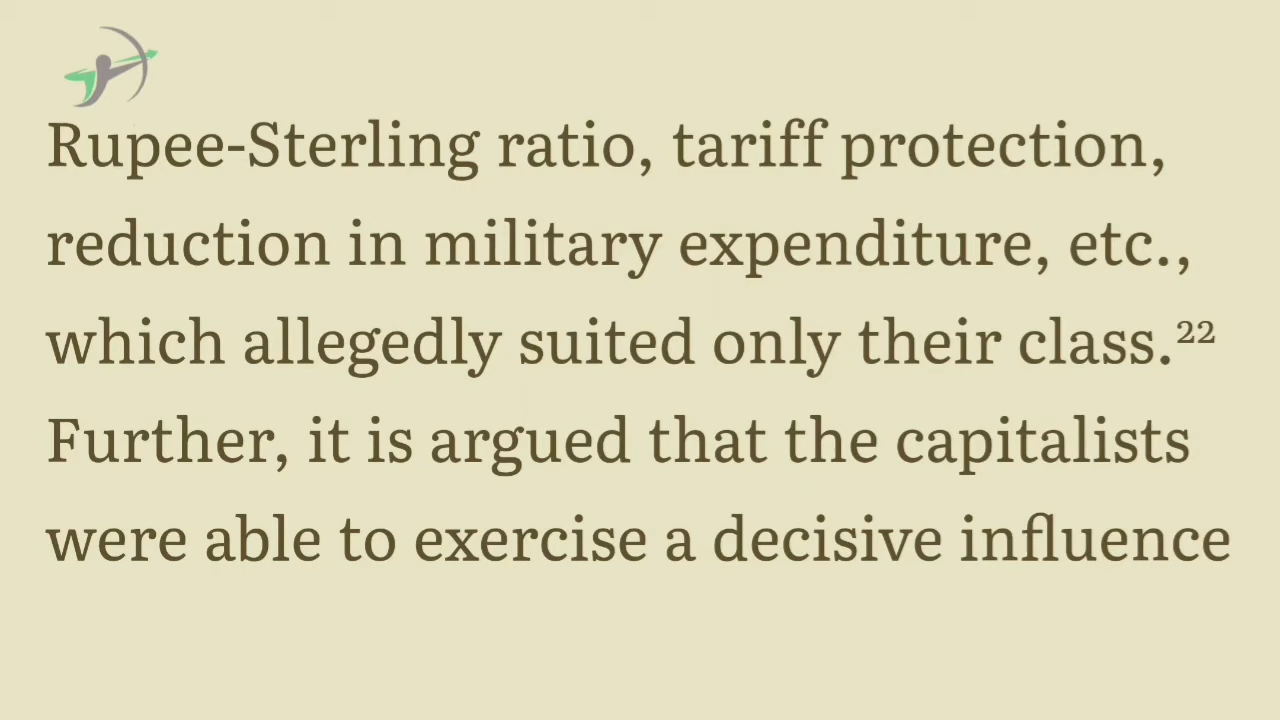 Rupee-Sterling ratio, tariff protection,
reduction in military expenditure, etc.,
which allegedly suited only their class.²²
Further, it is argued that the capitalists
were able to exercise a decisive influence